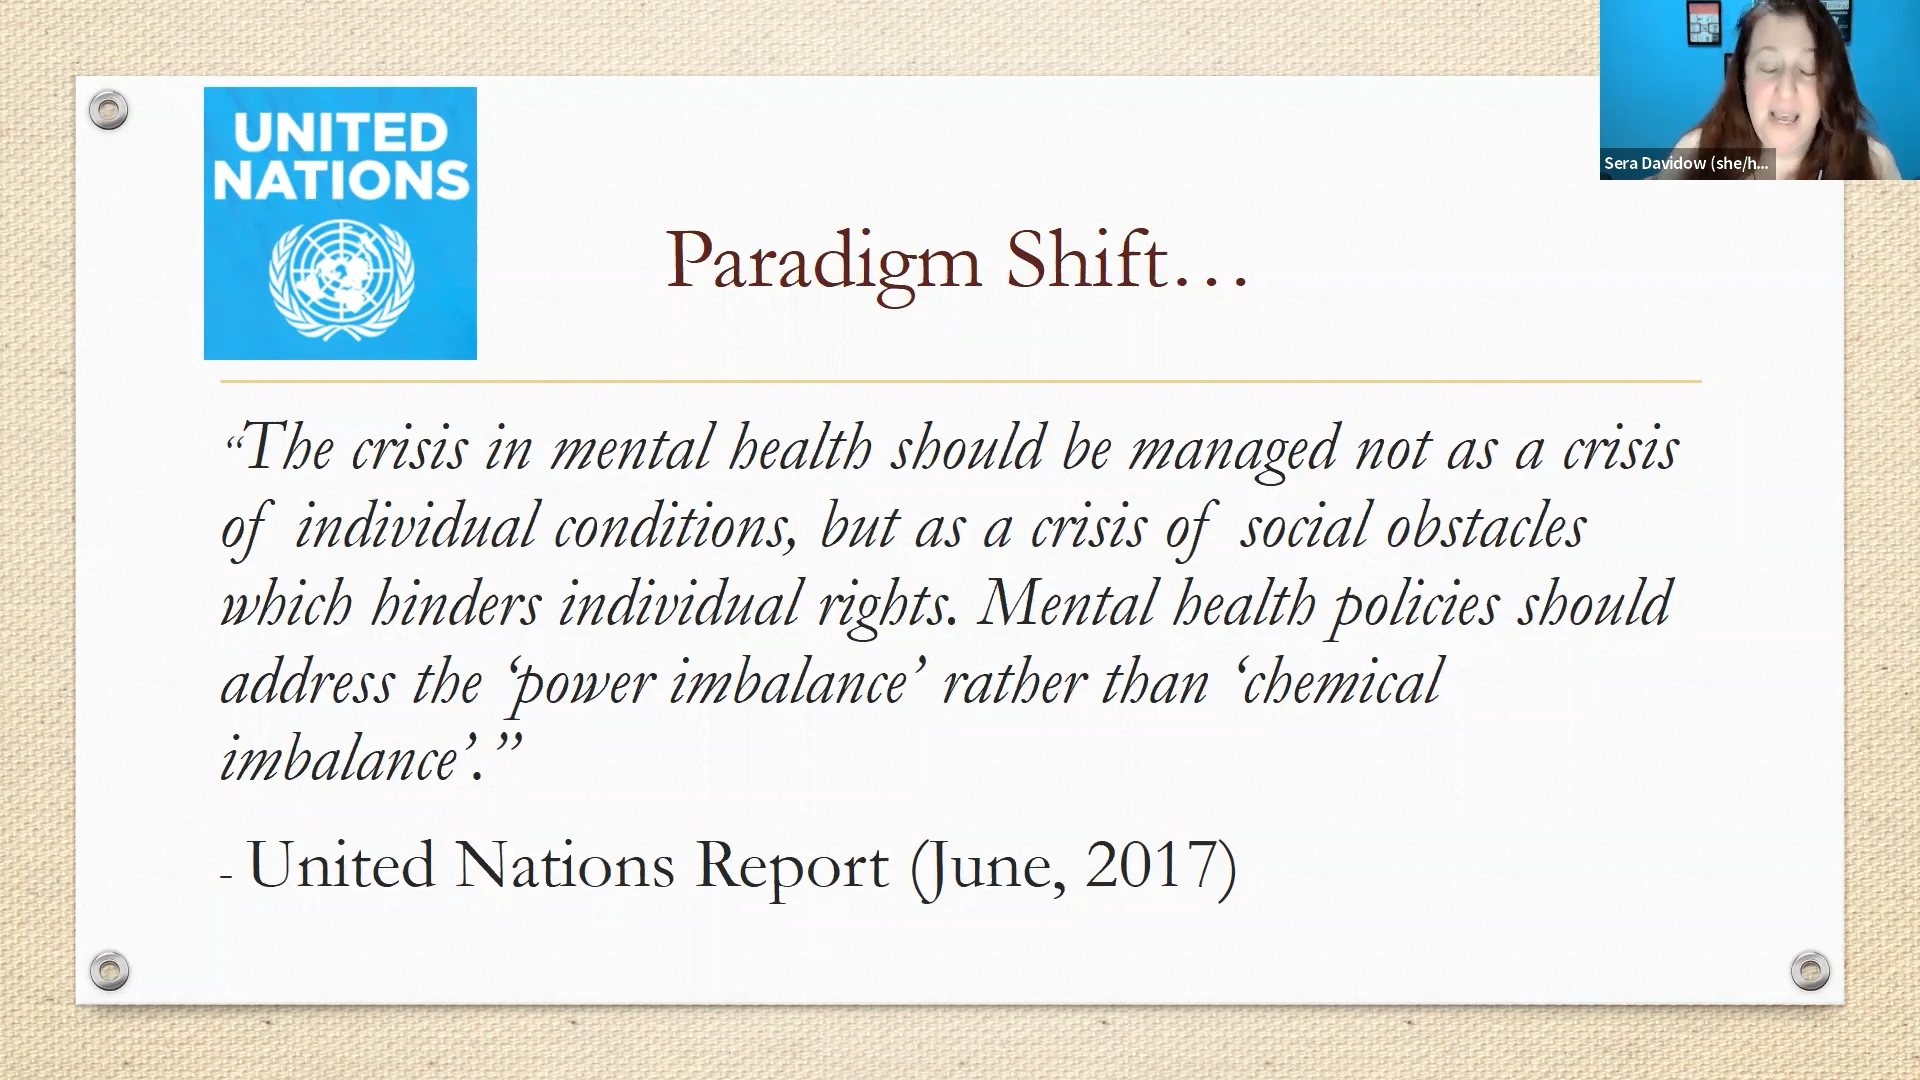 UNITED
NATIONS
Sera Davidow (she/h...
Paradigm Shift…
“The crisis in mental health should be managed not as a crisis
of individual conditions, but as a crisis of social obstacles
which hinders individual rights. Mental health policies should
address the ‘power imbalance’ rather than ‘chemical
imbalance’.”
- United Nations Report (June, 2017)